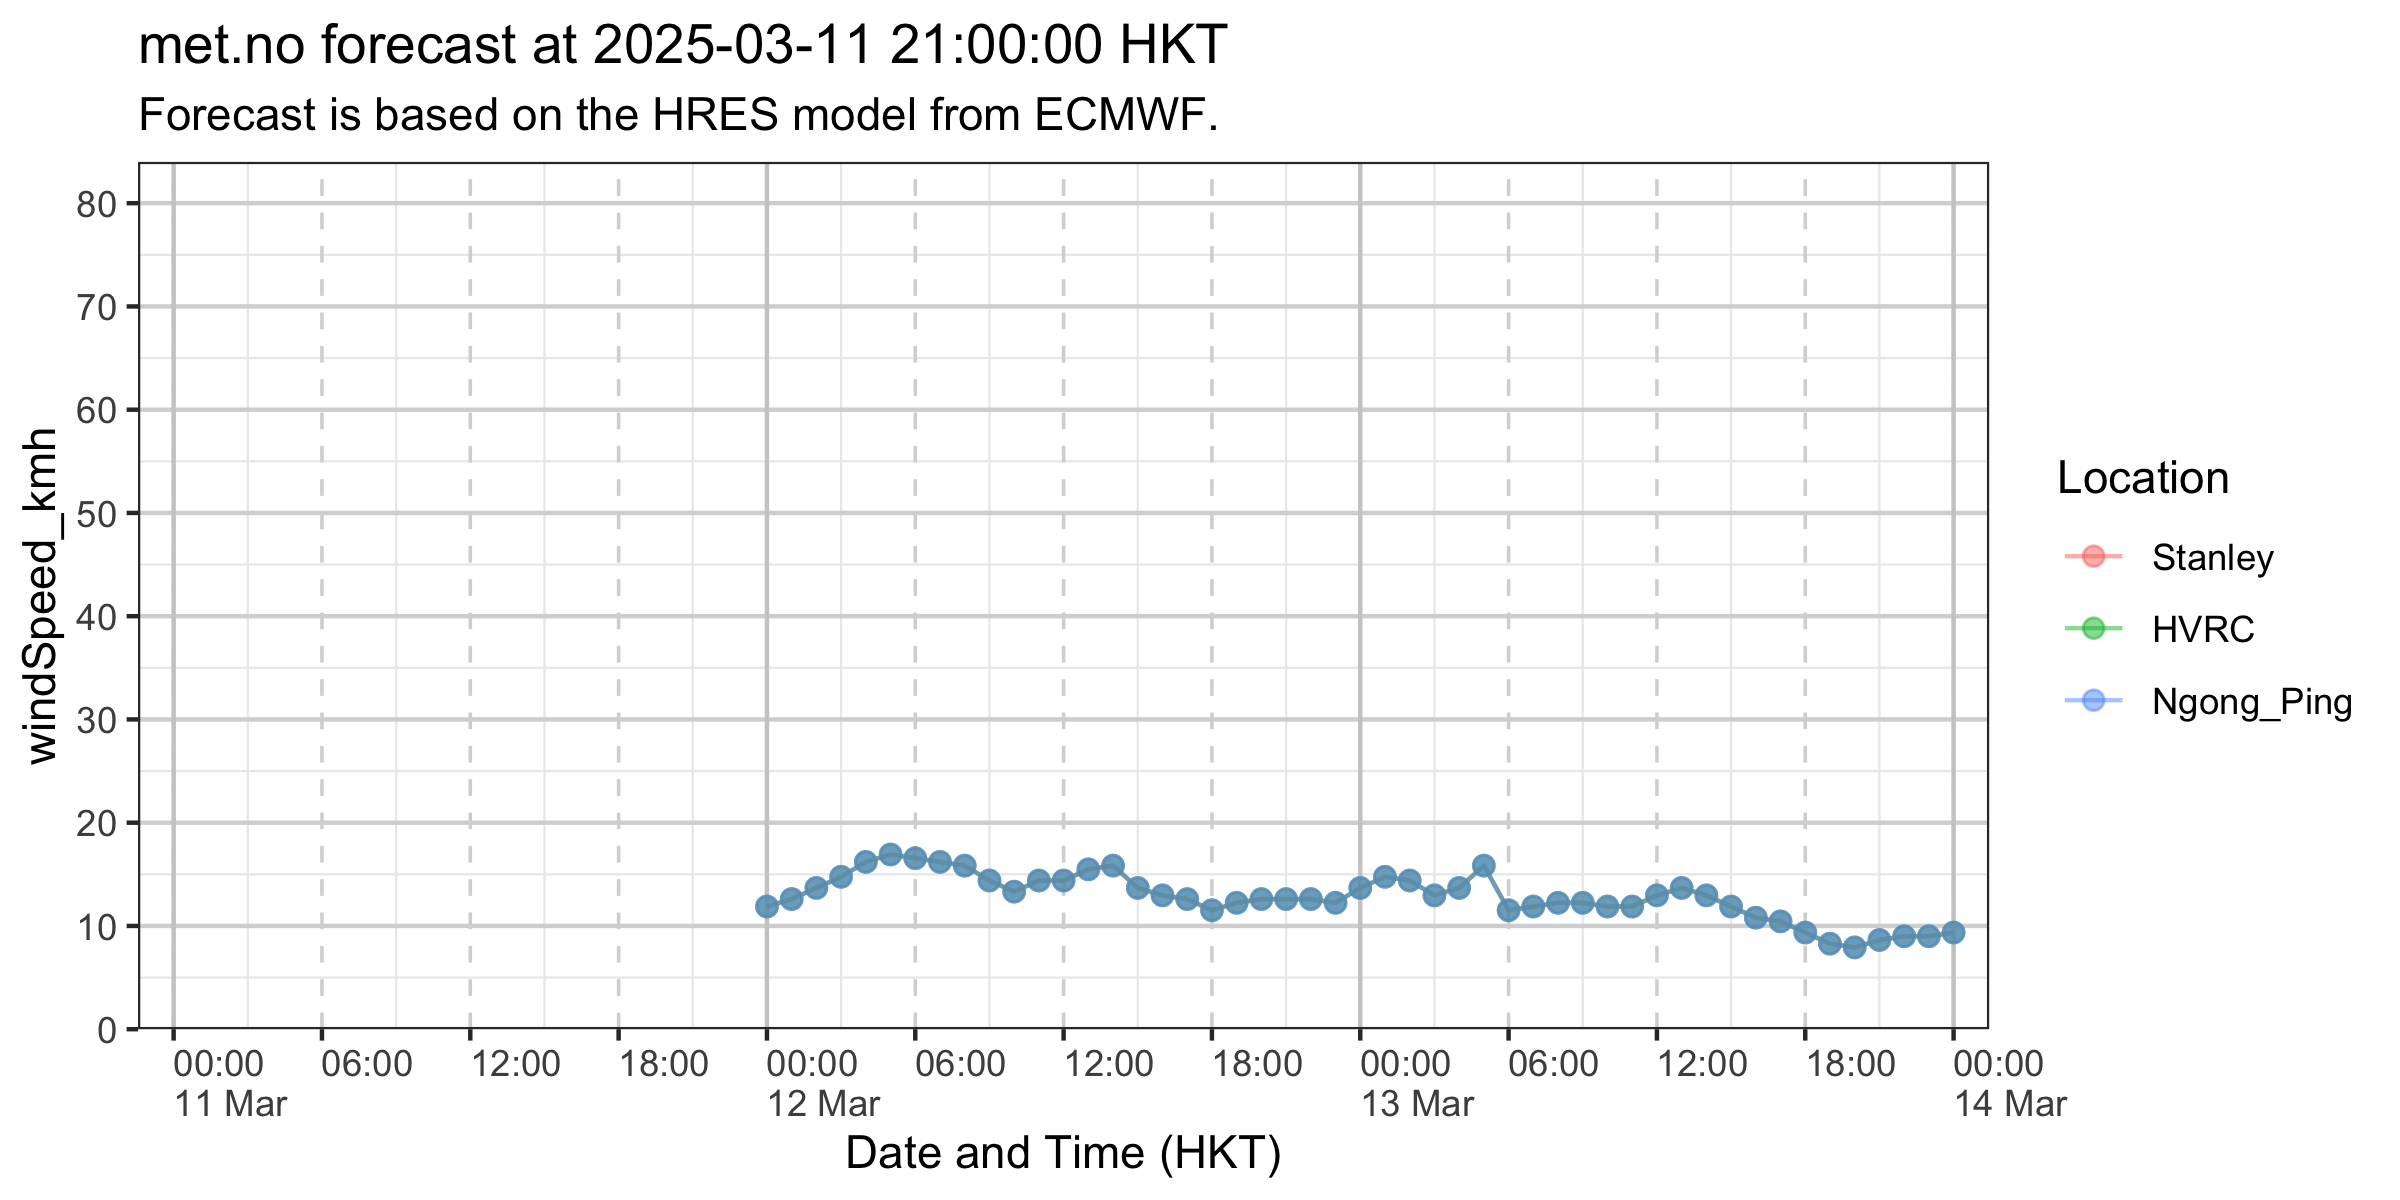 met.no forecast at 2025-03-11 21:00:00 HKT
Forecast is based on the HRES model from ECMWF.
windSpeed_kmh
80
70
60
50
40
30
20
10
0
00:00 06:00 12:00 18:00 00:00 06:00 12:00 18:00 00:00 06:00 12:00 18:00 00:00
11 Mar 12 Mar 13 Mar 14 Mar
Date and Time (HKT)
Location
Stanley
HVRC
Ngong_Ping